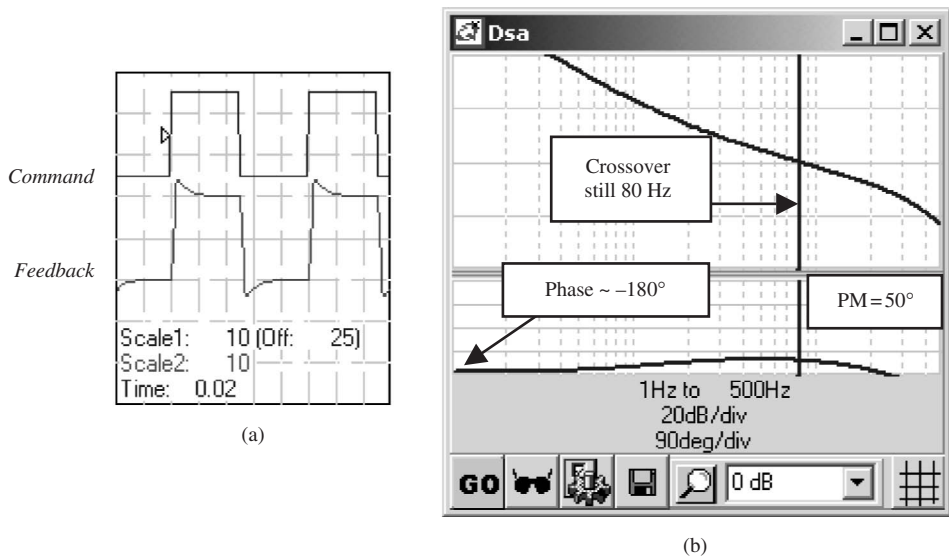 Command
Feedback
Scale1: 10 (Off: 25)
Scale2: 10
Time: 0.02
(a)
Dsa
Crossover
still 80 Hz
Phase ~ –180°
PM = 50°
1Hz to 500Hz
20dB/div
90deg/div
GO
0 dB
(b)